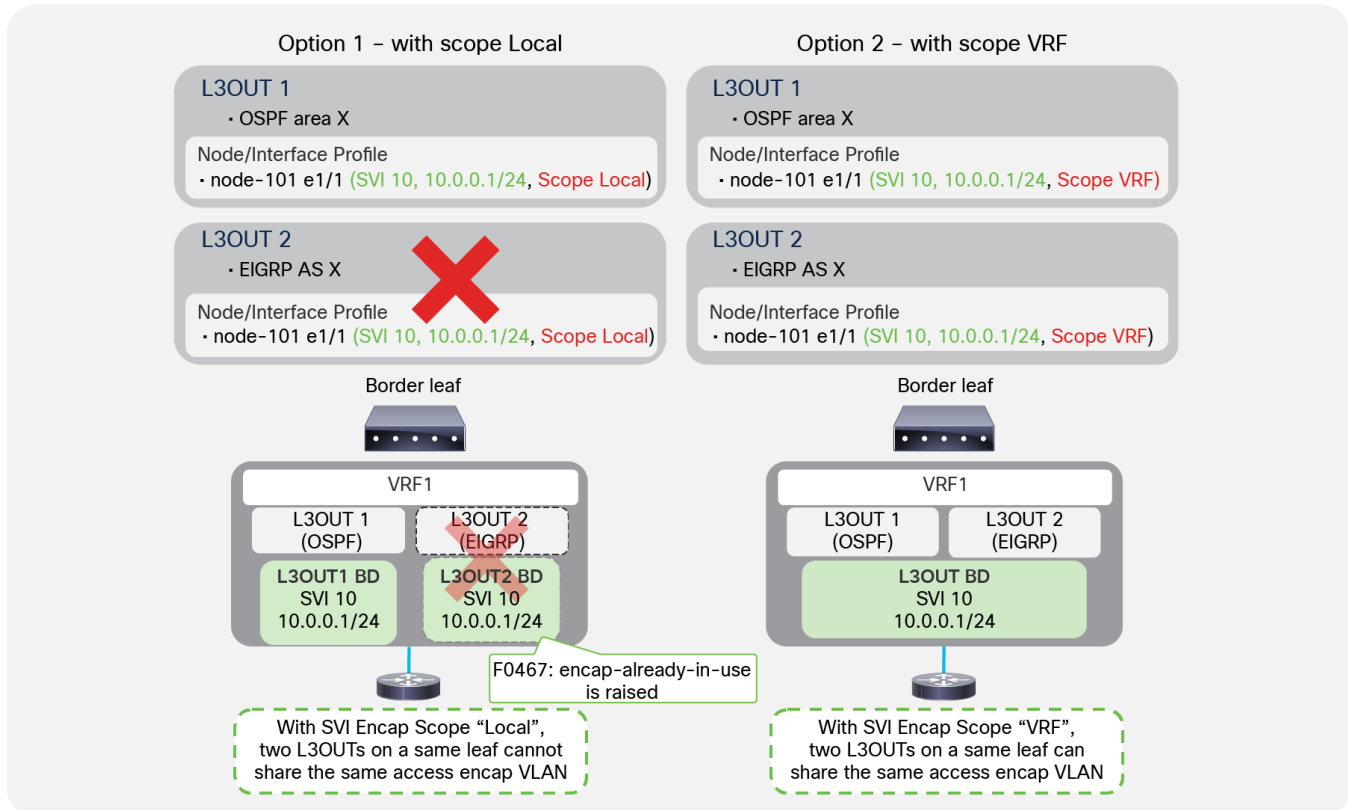 Option 1 – with scope Local
L3OUT 1
· OSPF area X
Node/Interface Profile
· node-101 e1/1 (SVI 10, 10.0.0.1/24, Scope Local)
L3OUT 2
· EIGRP AS X
Node/Interface Profile
· node-101 e1/1 (SVI 10, 10.0.0.1/24, Scope Local)
Border leaf
VRF1
L3OUT 1
(OSPF)
L3OUT 2
(EIGRP)
L3OUT1 BD
SVI 10
10.0.0.1/24
L3OUT2 BD
SVI 10
10.0.0.1/24
F0467: encap-already-in-use
is raised
With SVI Encap Scope “Local”,
two L3OUTs on a same leaf cannot
share the same access encap VLAN
Option 2 – with scope VRF
L3OUT 1
· OSPF area X
Node/Interface Profile
· node-101 e1/1 (SVI 10, 10.0.0.1/24, Scope VRF)
L3OUT 2
· EIGRP AS X
Node/Interface Profile
· node-101 e1/1 (SVI 10, 10.0.0.1/24, Scope VRF)
Border leaf
VRF1
L3OUT 1
(OSPF)
L3OUT 2
(EIGRP)
L3OUT BD
SVI 10
10.0.0.1/24
With SVI Encap Scope “VRF”,
two L3OUTs on a same leaf can
share the same access encap VLAN